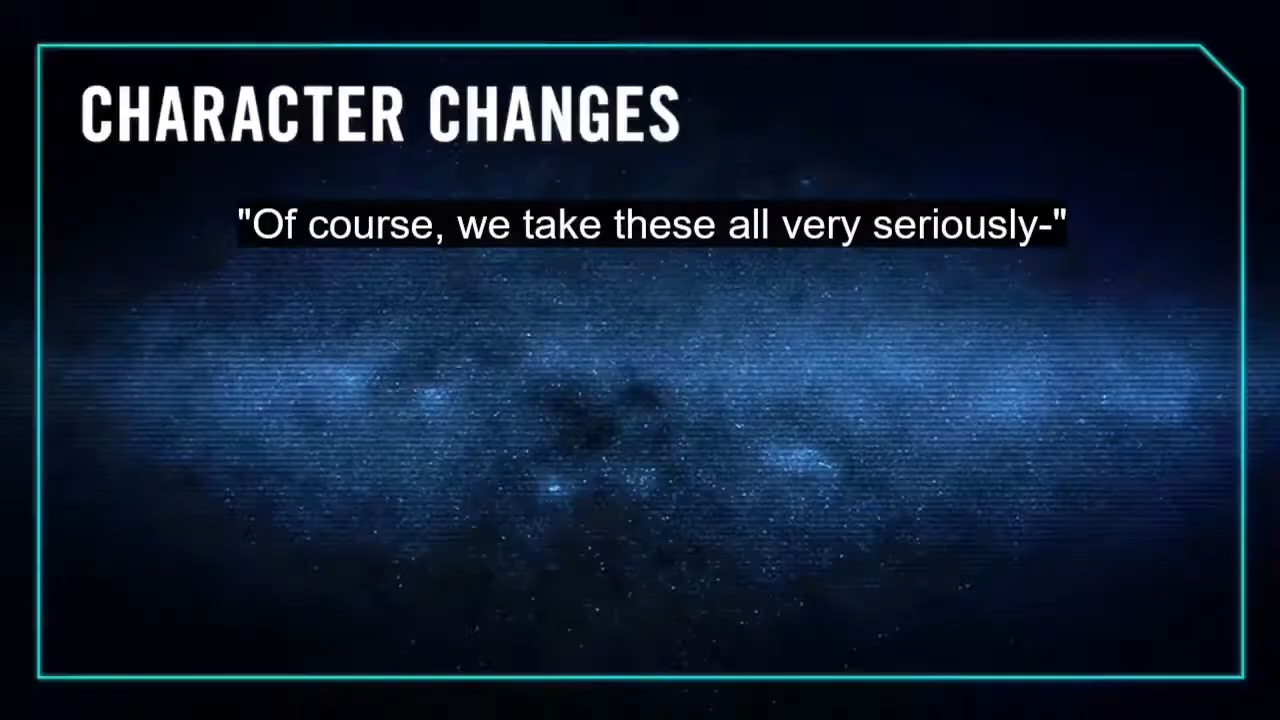 CHARACTER CHANGES
"Of course, we take these all very seriously-"